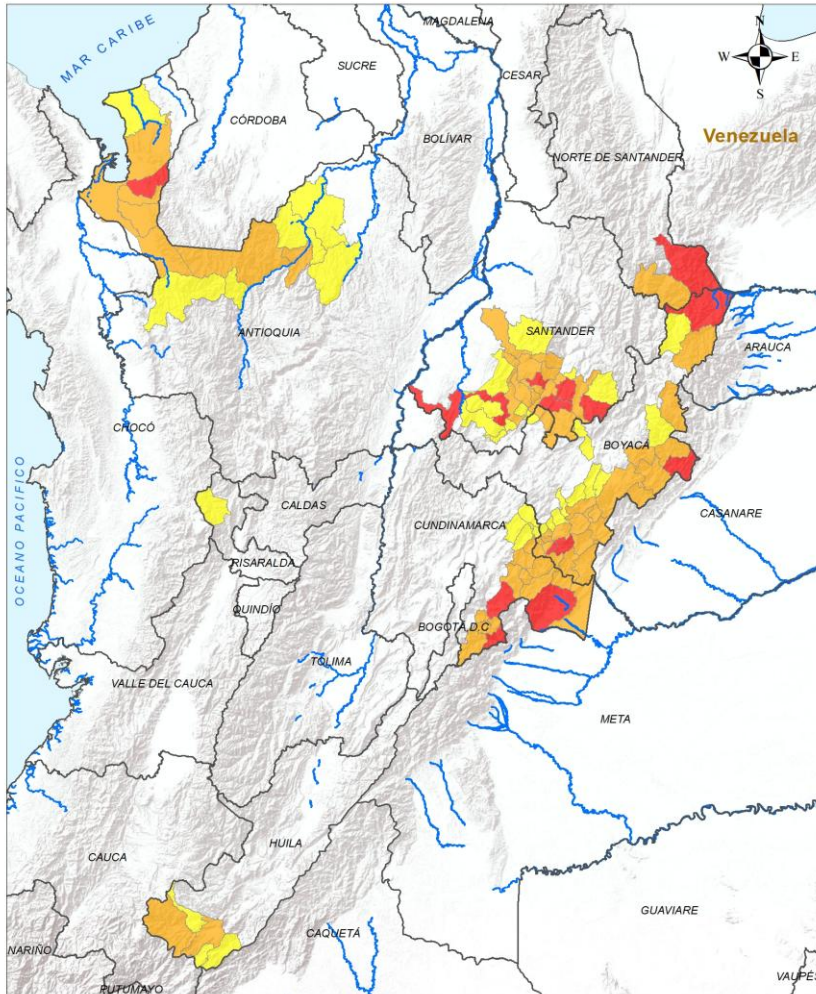 MAGDALENA
N
W E
S
MAR CARIBE
SUCRE
CESAR
CÓRDOBA
BOLÍVAR
Venezuela
NORTE DE SANTANDER
ANTIOQUIA
SANTANDER
ARAUCA
CHOCÓ
BOYACÁ
CALDAS
CUNDINAMARCA
CASANARE
OCEANO PACIFICO
RISARALDA
QUINDÍO
BOGOTÁ,D.C
TOLIMA
VALLE DEL CAUCA
META
HUILA
CAUCA
GUAVIARE
CAQUETÁ
NARIÑO
PUTUMAYO
VAUPÉS